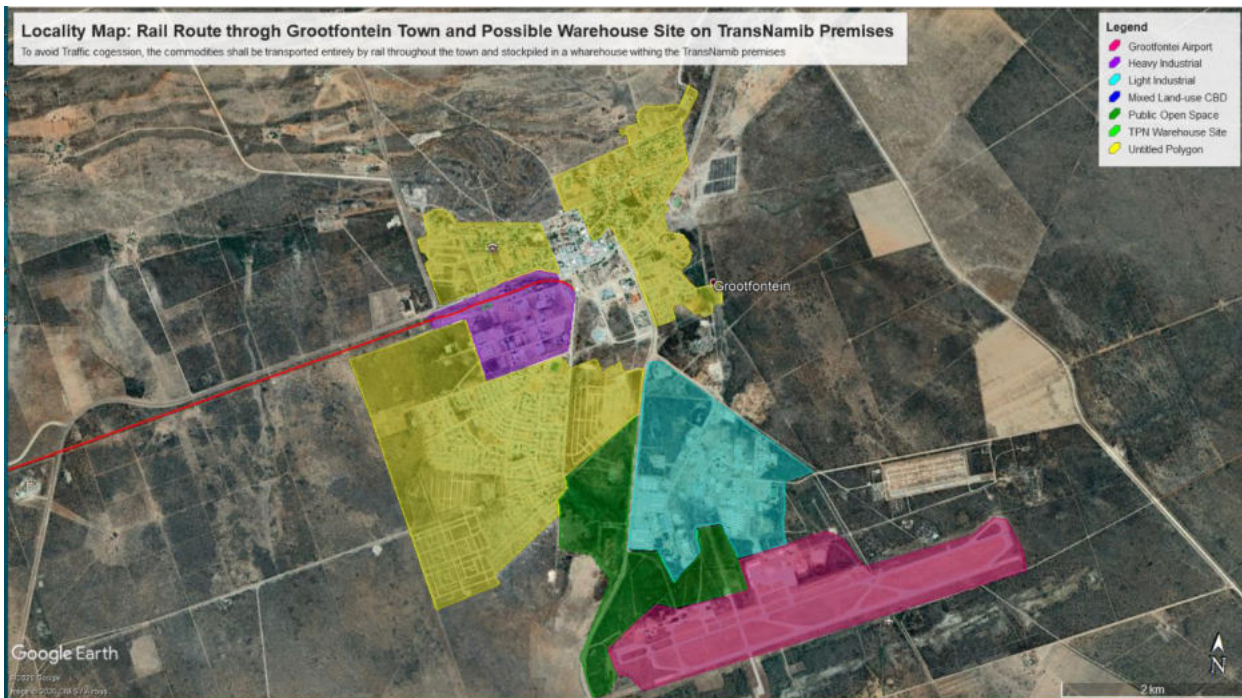 Locality Map: Rail Route throgh Grootfontein Town and Possible Warehouse Site on TransNamib Premises
To avoid Traffic cogession, the commodities shall be transported entirely by rail throughout the town and stockpiled in a wharehouse withing the TransNamib premises
Legend
Grootfontei Airport
Heavy Industrial
Light Industrial
Mixed Land-use CBD
Public Open Space
TPN Warehouse Site
Untitled Polygon
Grootfontein
Google Earth
N
2 km